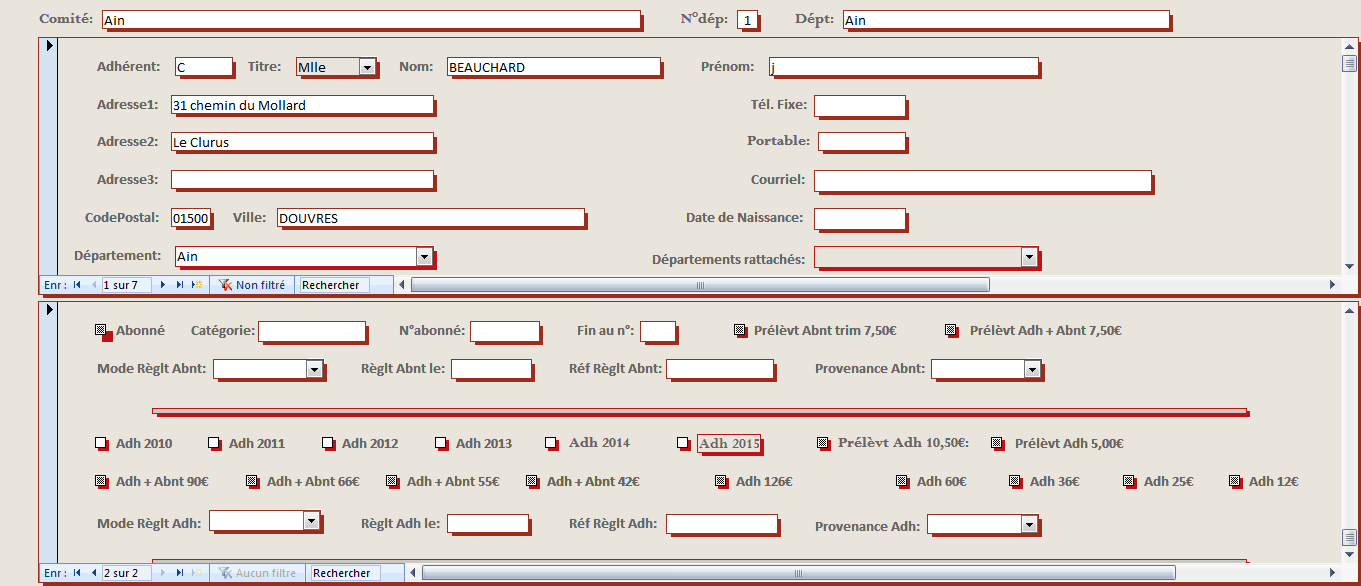 Comité: Ain N°dép: 1 Dépt: Ain
Adhérent: C Titre: Mlle Nom: BEAUCHARD Prénom: j
Adresse1: 31 chemin du Mollard Tél. Fixe:
Adresse2: Le Clurus Portable:
Adresse3: Courriel:
CodePostal: 01500 Ville: DOUVRES Date de Naissance:
Département: Ain Départements rattachés:
Enr : 1 sur 7 Non filtré Rechercher
Abonné Catégorie: N°abonné: Fin au n°: Prélèvt Abnt trim 7,50€ Prélèvt Adh + Abnt 7,50€
Mode Règlt Abnt: Règlt Abnt le: Réf Règlt Abnt: Provenance Abnt:
Adh 2010 Adh 2011 Adh 2012 Adh 2013 Adh 2014 Adh 2015 Prélèvt Adh 10,50€: Prélèvt Adh 5,00€
Adh + Abnt 90€ Adh + Abnt 66€ Adh + Abnt 55€ Adh + Abnt 42€ Adh 126€ Adh 60€ Adh 36€ Adh 25€ Adh 12€
Mode Règlt Adh: Règlt Adh le: Réf Règlt Adh: Provenance Adh:
Enr : 2 sur 2 Aucun filtre Rechercher